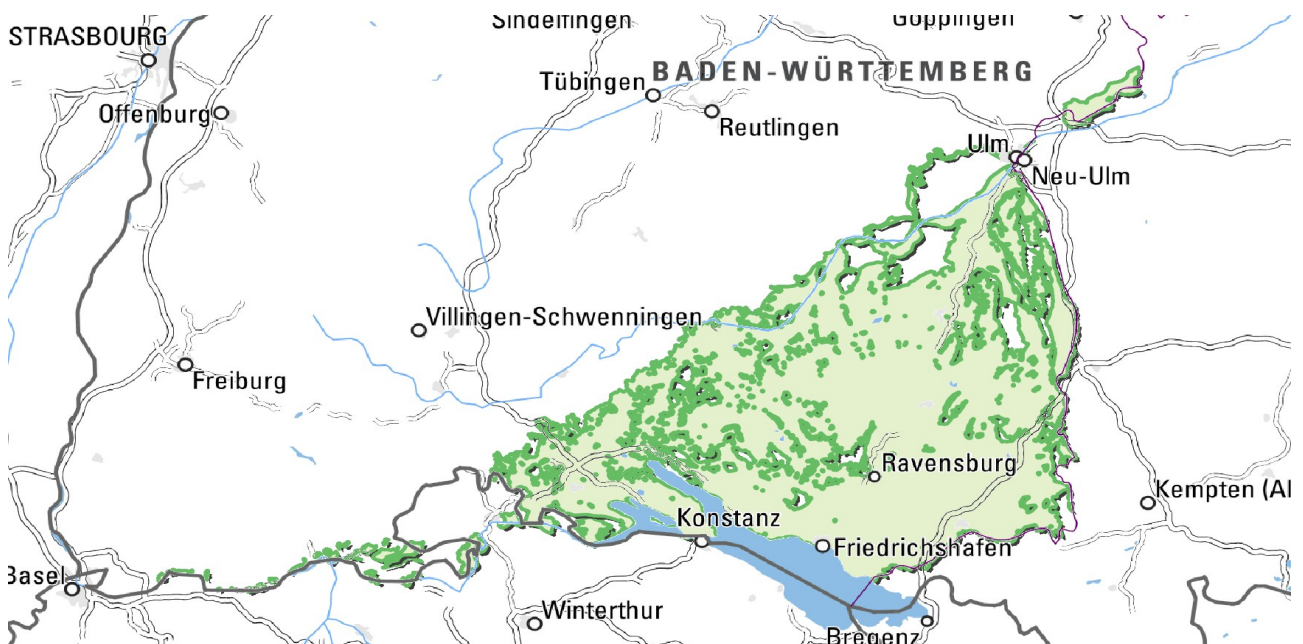 Sindelfingen
Göppingen
STRASBOURG
BADEN-WÜRTTEMBERG
Tübingen
Offenburg
Reutlingen
Ulm
Neu-Ulm
Villingen-Schwenningen
Freiburg
Ravensburg
Kempten (Al
Konstanz
Friedrichshafen
Basel
Winterthur
Bregenz